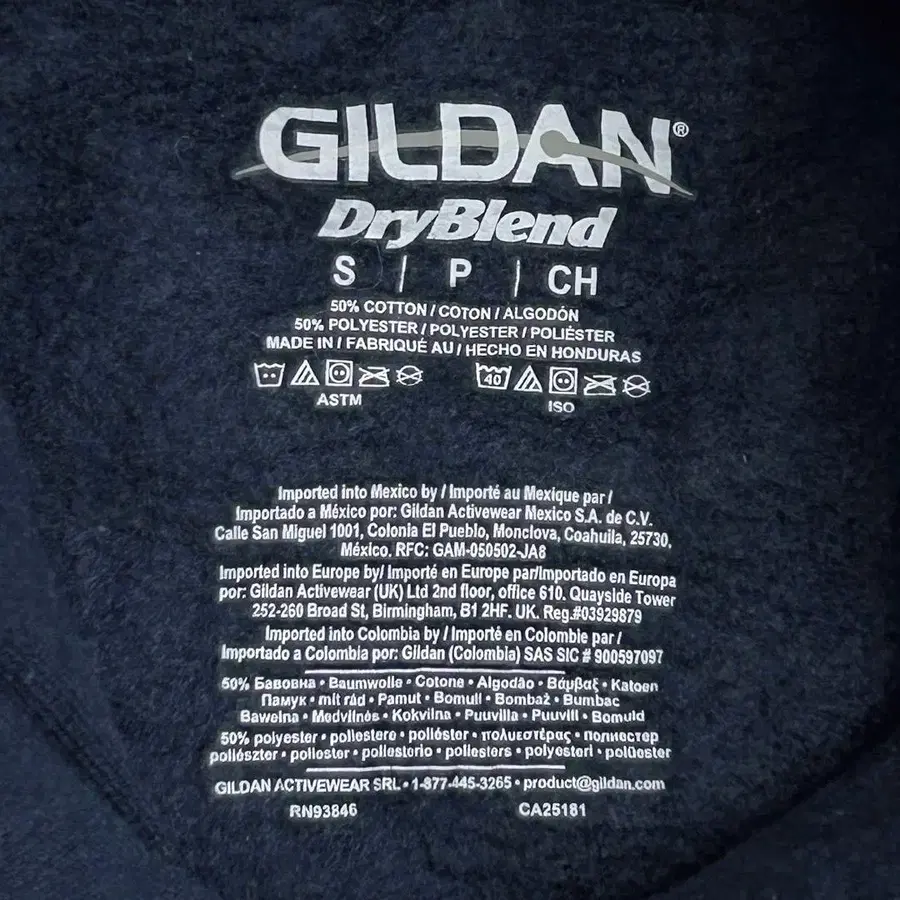 GILDAN®
DryBlend
S | P | CH
50% COTTON / COTON / ALGODÓN
50% POLYESTER / POLYESTER / POLIÉSTER
MADE IN / FABRIQUÉ AU / HECHO EN HONDURAS
40
ASTM ISO
Imported into Mexico by / Importé au Mexique par /
Importado a México por: Gildan Activewear Mexico S.A. de C.V.
Calle San Miguel 1001, Colonia El Pueblo, Monclova, Coahuila, 25730,
México. RFC: GAM-050502-JA8
Imported into Europe by/ Importé en Europe par/Importado en Europa
por: Gildan Activewear (UK) Ltd 2nd floor, office 610. Quayside Tower
252-260 Broad St, Birmingham, B1 2HF. UK. Reg.#03929879
Imported into Colombia by / Importé en Colombie par /
Importado a Colombia por: Gildan (Colombia) SAS SIC # 900597097
50% Бавовна • Baumwolle • Cotone • Algodão • Βάμβαξ • Katoen
Памук • mit rád • Pamut • Bomull • Bombaž • Bumbac
Bawełna • Medvilnės • Kokvilna • Puuvilla • Puuvill • Bomuld
50% polyester • poliestere • poliéster • πολυεστέρας • полиестер
poliészter • poliester • poliesterio • poliesters • polyesteri • polüester
GILDAN ACTIVEWEAR SRL • 1-877-445-3265 • product@gildan.com
RN93846 CA25181